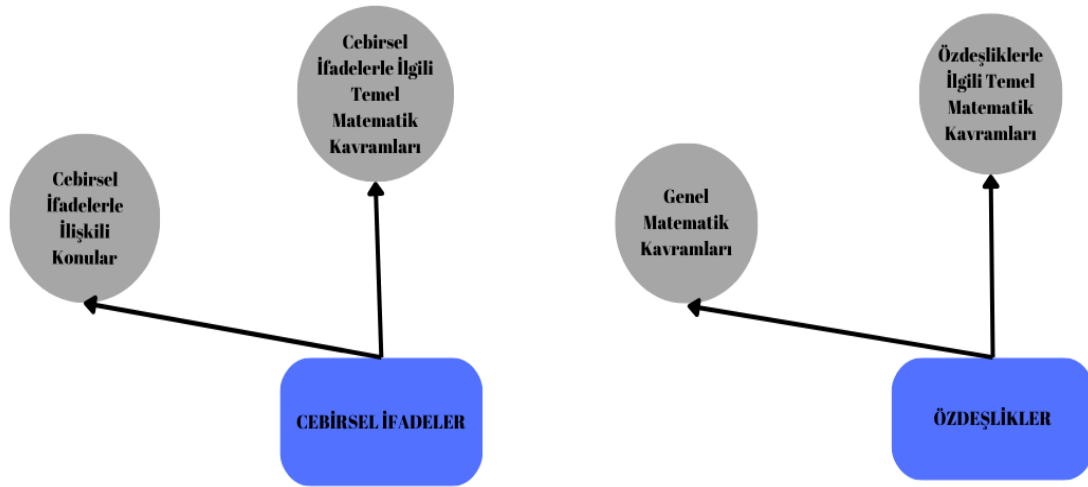 Cebirsel
İfadelerle İlgili
Temel
Matematik
Kavramları
Cebirsel
İfadelerle
İlişkili
Konular
CEBİRSEL İFADELER
Özdeşliklerle
İlgili Temel
Matematik
Kavramları
Genel
Matematik
Kavramları
ÖZDEŞLİKLER